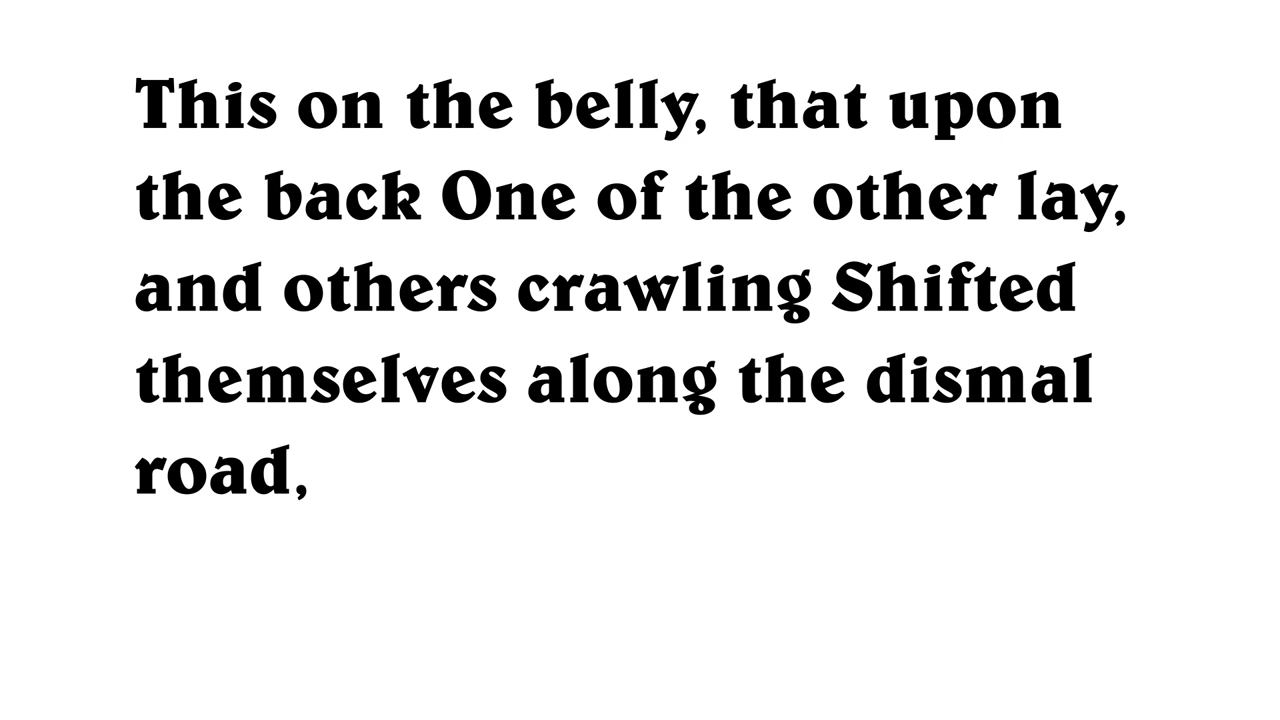 This on the belly, that upon
the back One of the other lay,
and others crawling Shifted
themselves along the dismal
road,